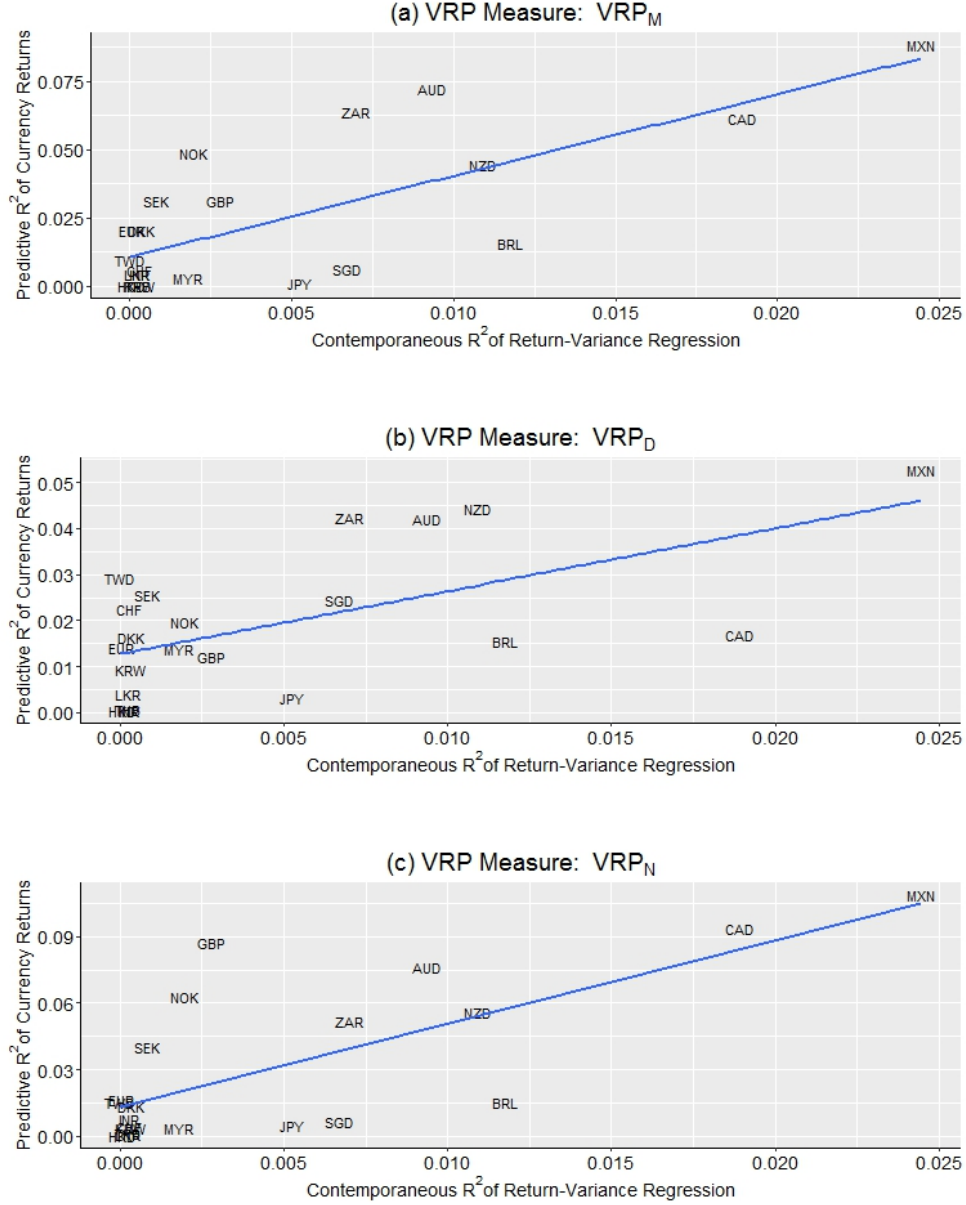 (a) VRP Measure: VRP_M
Predictive R² of Currency Returns
0.075
0.050
0.025
0.000
MXN
AUD
ZAR
CAD
NOK
NZD
SEK
GBP
DKK
BRL
TWD
CHF
SGD
LKR
MYR
JPY
0.000 0.005 0.010 0.015 0.020 0.025
Contemporaneous R² of Return-Variance Regression
(b) VRP Measure: VRP_D
Predictive R² of Currency Returns
0.05
0.04
0.03
0.02
0.01
0.00
MXN
NZD
ZAR
AUD
TWD
SEK
SGD
CHF
NOK
CAD
DKK
BRL
EUR
MYR
GBP
KRW
LKR
JPY
0.000 0.005 0.010 0.015 0.020 0.025
Contemporaneous R² of Return-Variance Regression
(c) VRP Measure: VRP_N
Predictive R² of Currency Returns
0.09
0.06
0.03
0.00
MXN
CAD
GBP
AUD
NOK
NZD
ZAR
SEK
EUR
BRL
DKK
INR
SGD
JPY
MYR
0.000 0.005 0.010 0.015 0.020 0.025
Contemporaneous R² of Return-Variance Regression